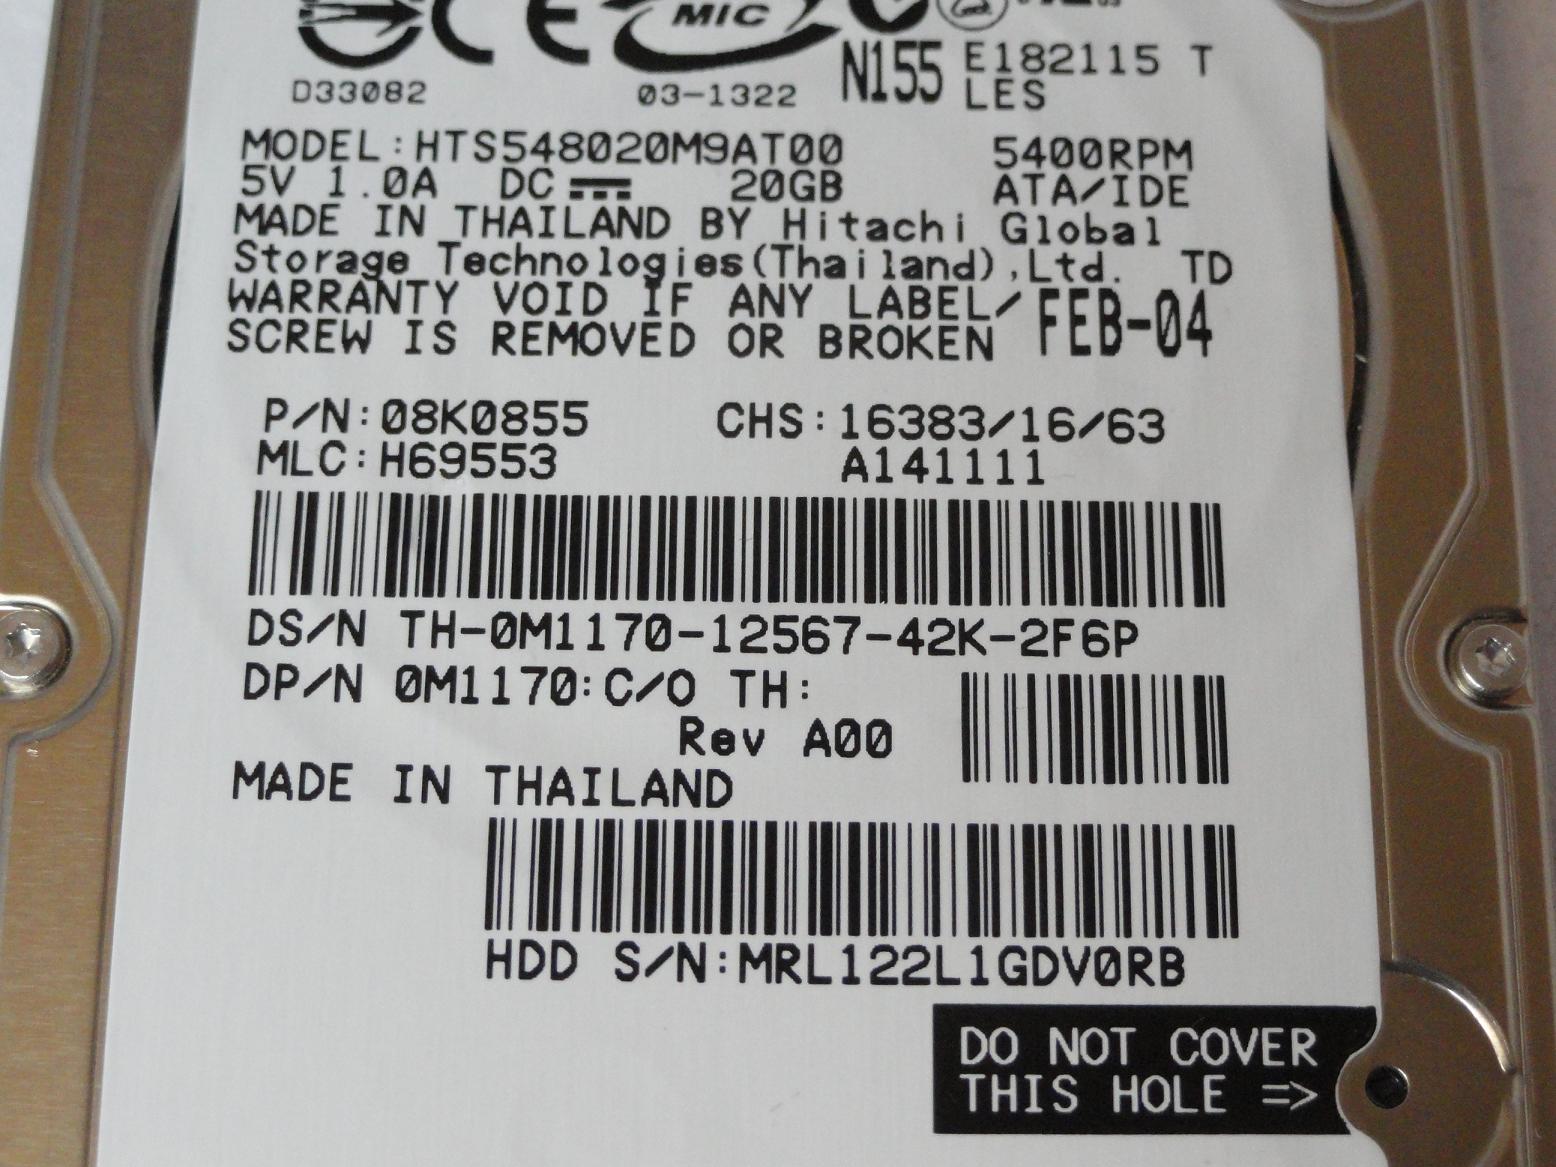 CE MIC
N155 E182115 T
D33082 03-1322 LES
MODEL:HTS548020M9AT00 5400RPM
5V 1.0A DC 20GB ATA/IDE
MADE IN THAILAND BY Hitachi Global
Storage Technologies(Thailand),Ltd. TD
WARRANTY VOID IF ANY LABEL/
SCREW IS REMOVED OR BROKEN FEB-04
P/N:08K0855 CHS:16383/16/63
MLC:H69553 A141111
DS/N TH-0M1170-12567-42K-2F6P
DP/N 0M1170:C/O TH:
Rev A00
MADE IN THAILAND
HDD S/N:MRL122L1GDV0RB
DO NOT COVER
THIS HOLE =>